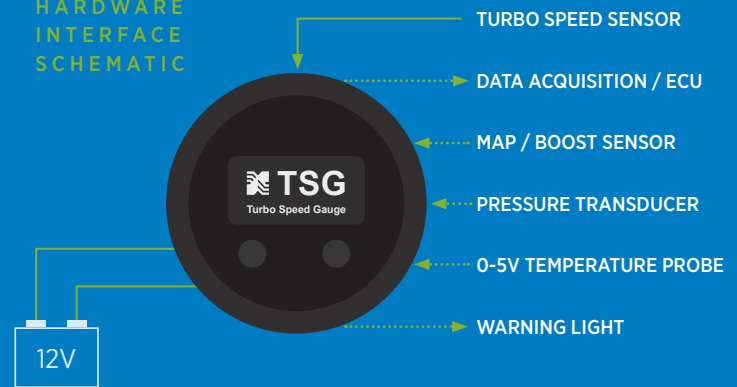 HARDWARE
INTERFACE
SCHEMATIC
TURBO SPEED SENSOR
DATA ACQUISITION / ECU
MAP / BOOST SENSOR
TSG
Turbo Speed Gauge
PRESSURE TRANSDUCER
0-5V TEMPERATURE PROBE
WARNING LIGHT
12V